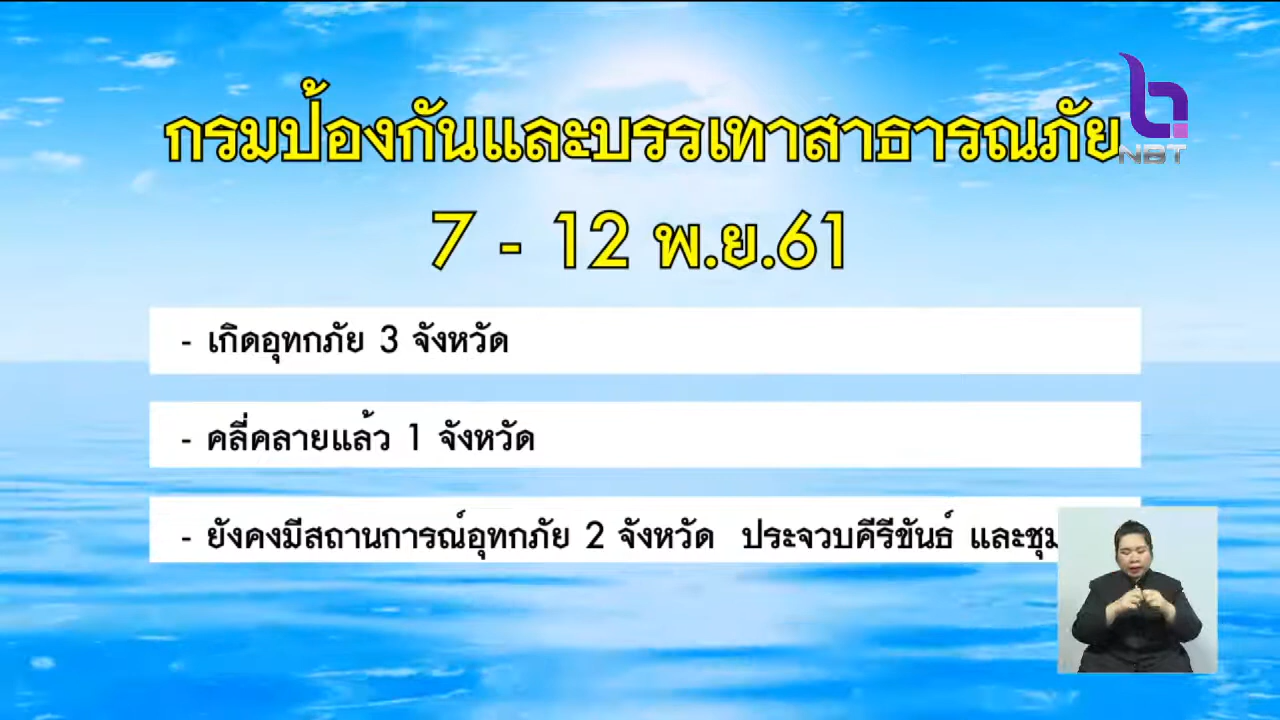 กรมป้องกันและบรรเทาสาธารณภัย
NBT
7 - 12 พ.ย.61
- เกิดอุทกภัย 3 จังหวัด
- คลี่คลายแล้ว 1 จังหวัด
- ยังคงมีสถานการณ์อุทกภัย 2 จังหวัด ประจวบคีรีขันธ์